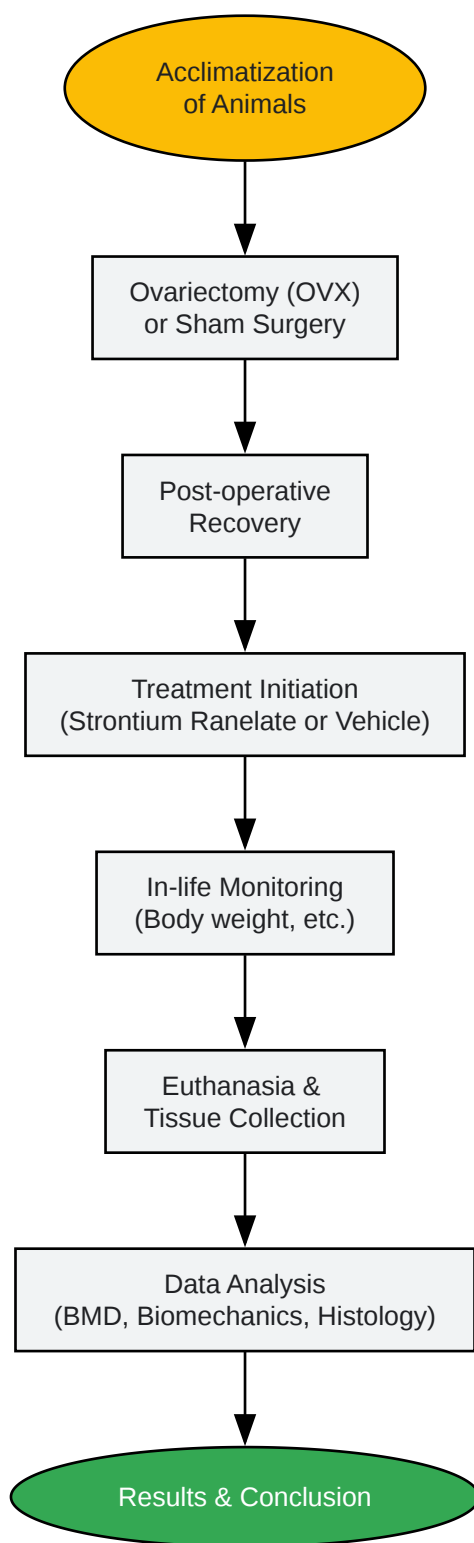 Acclimatization
of Animals
Ovariectomy (OVX)
or Sham Surgery
Post-operative
Recovery
Treatment Initiation
(Strontium Ranelate or Vehicle)
In-life Monitoring
(Body weight, etc.)
Euthanasia &
Tissue Collection
Data Analysis
(BMD, Biomechanics, Histology)
Results & Conclusion